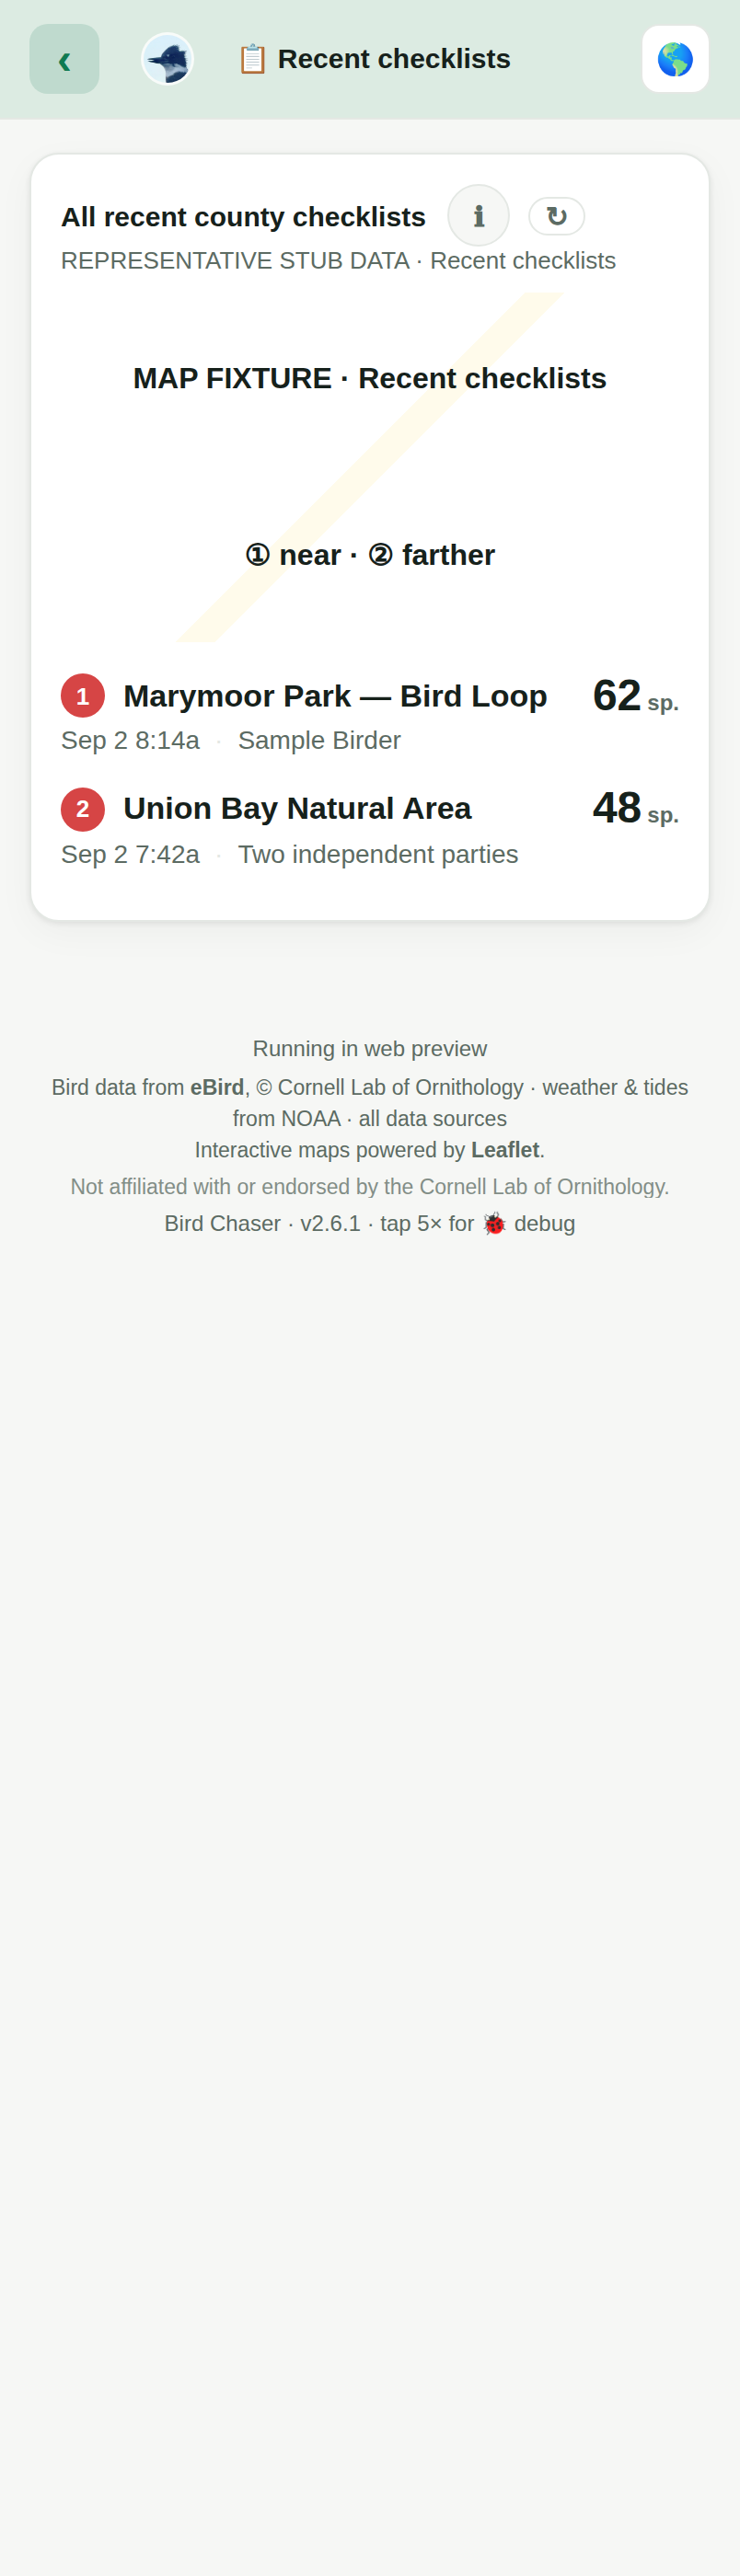 ‹ 📋 Recent checklists 🌎
All recent county checklists ℹ ↻
REPRESENTATIVE STUB DATA · Recent checklists
MAP FIXTURE · Recent checklists
① near · ② farther
1 Marymoor Park — Bird Loop 62 sp.
Sep 2 8:14a · Sample Birder
2 Union Bay Natural Area 48 sp.
Sep 2 7:42a · Two independent parties
Running in web preview
Bird data from eBird, © Cornell Lab of Ornithology · weather & tides
from NOAA · all data sources
Interactive maps powered by Leaflet.
Not affiliated with or endorsed by the Cornell Lab of Ornithology.
Bird Chaser · v2.6.1 · tap 5× for 🐞 debug